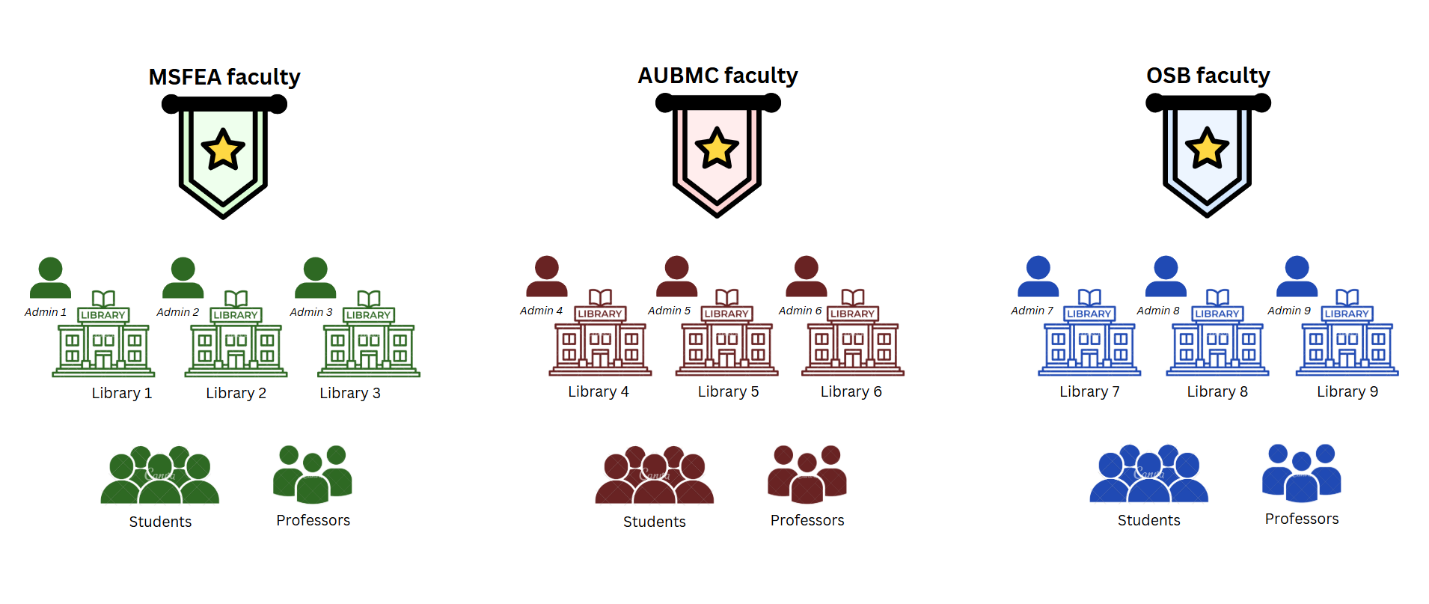 MSFEA faculty
AUBMC faculty
OSB faculty
Admin 1
LIBRARY
Admin 2
LIBRARY
Admin 3
LIBRARY
Admin 4
LIBRARY
Admin 5
LIBRARY
Admin 6
LIBRARY
Admin 7
LIBRARY
Admin 8
LIBRARY
Admin 9
LIBRARY
Library 1
Library 2
Library 3
Library 4
Library 5
Library 6
Library 7
Library 8
Library 9
Canva
Canva
Canva
Students
Professors
Students
Professors
Students
Professors